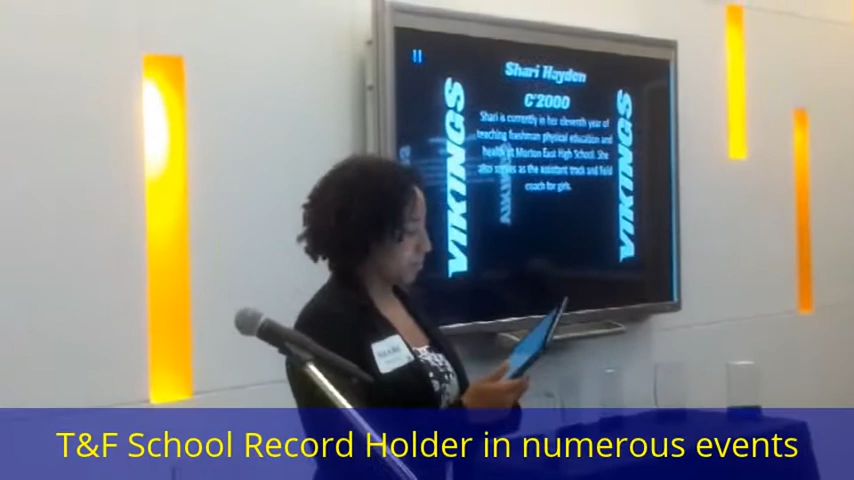 Shari Hayden
C'2000
Shari is currently in her eleventh year of
teaching freshman physical education and
health at Morton East High School. She
also serves as the assistant track and field
coach for girls.
VIKINGS
VIKINGS
T&F School Record Holder in numerous events